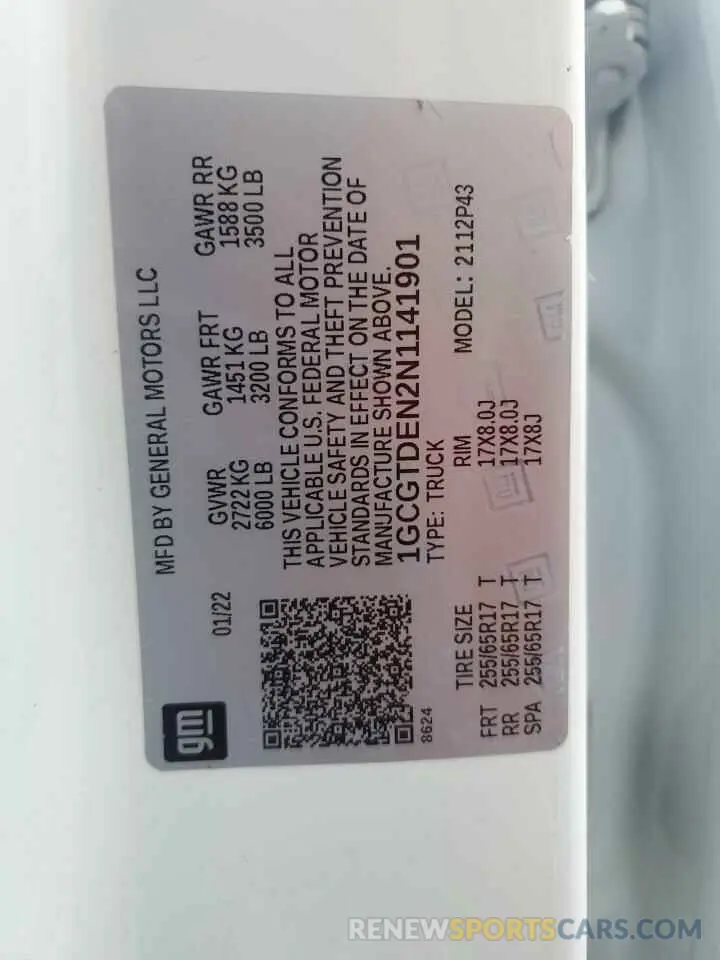 MFD BY GENERAL MOTORS LLC
gm
01/22
GVWR GAWR FRT GAWR RR
2722 KG 1451 KG 1588 KG
6000 LB 3200 LB 3500 LB
THIS VEHICLE CONFORMS TO ALL
APPLICABLE U.S. FEDERAL MOTOR
VEHICLE SAFETY AND THEFT PREVENTION
STANDARDS IN EFFECT ON THE DATE OF
MANUFACTURE SHOWN ABOVE.
1GCGTDEN2N1141901
8624
TYPE: TRUCK MODEL: 2112P43
TIRE SIZE RIM
FRT 255/65R17 T 17X8.0J
RR 255/65R17 T 17X8.0J
SPA 255/65R17 T 17X8J
RENEWSPORTSCARS.COM